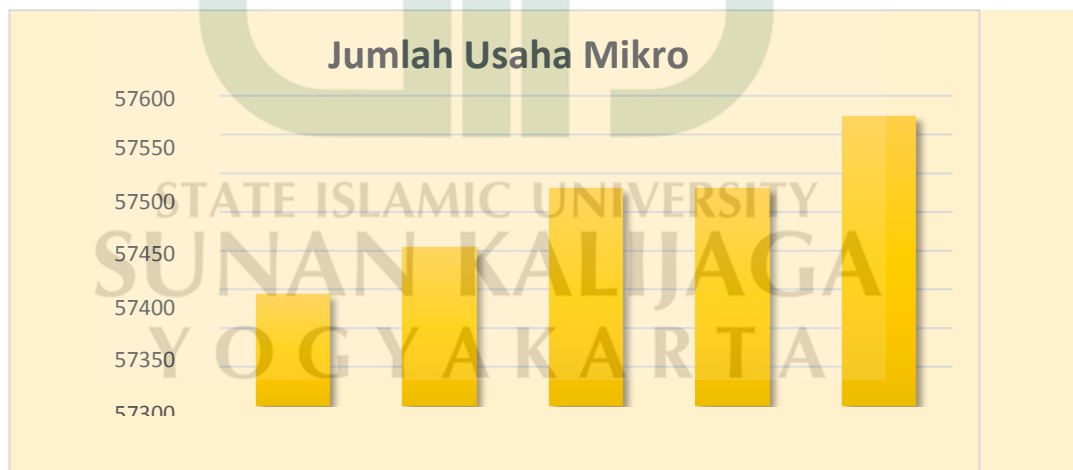 Jumlah Usaha Mikro
57600
57550
57500
57450
57400
57350
57300
STATE ISLAMIC UNIVERSITY
SUNAN KALIJAGA
YOGYAKARTA